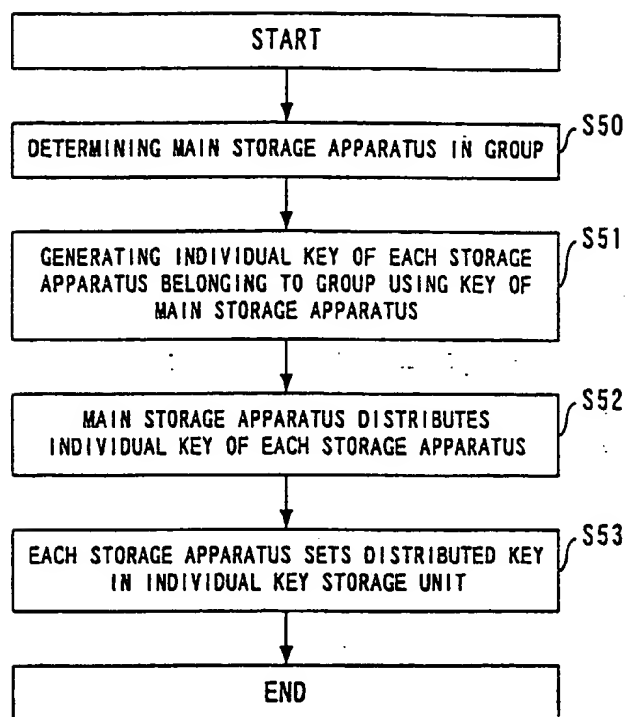 START
S50
DETERMINING MAIN STORAGE APPARATUS IN GROUP
S51
GENERATING INDIVIDUAL KEY OF EACH STORAGE
APPARATUS BELONGING TO GROUP USING KEY OF
MAIN STORAGE APPARATUS
S52
MAIN STORAGE APPARATUS DISTRIBUTES
INDIVIDUAL KEY OF EACH STORAGE APPARATUS
S53
EACH STORAGE APPARATUS SETS DISTRIBUTED KEY
IN INDIVIDUAL KEY STORAGE UNIT
END